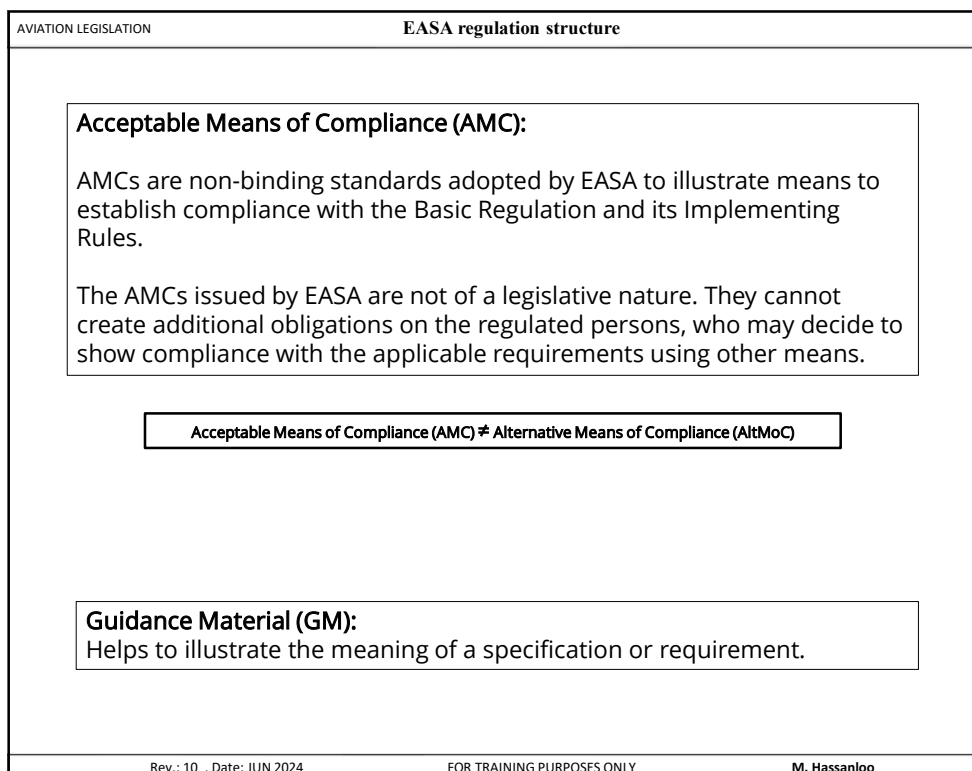 AVIATION LEGISLATION
EASA regulation structure
Acceptable Means of Compliance (AMC):
AMCs are non-binding standards adopted by EASA to illustrate means to
establish compliance with the Basic Regulation and its Implementing
Rules.
The AMCs issued by EASA are not of a legislative nature. They cannot
create additional obligations on the regulated persons, who may decide to
show compliance with the applicable requirements using other means.
Acceptable Means of Compliance (AMC) ≠ Alternative Means of Compliance (AltMoC)
Guidance Material (GM):
Helps to illustrate the meaning of a specification or requirement.
Rev.: 10 , Date: JUN 2024 FOR TRAINING PURPOSES ONLY M. Hassanloo